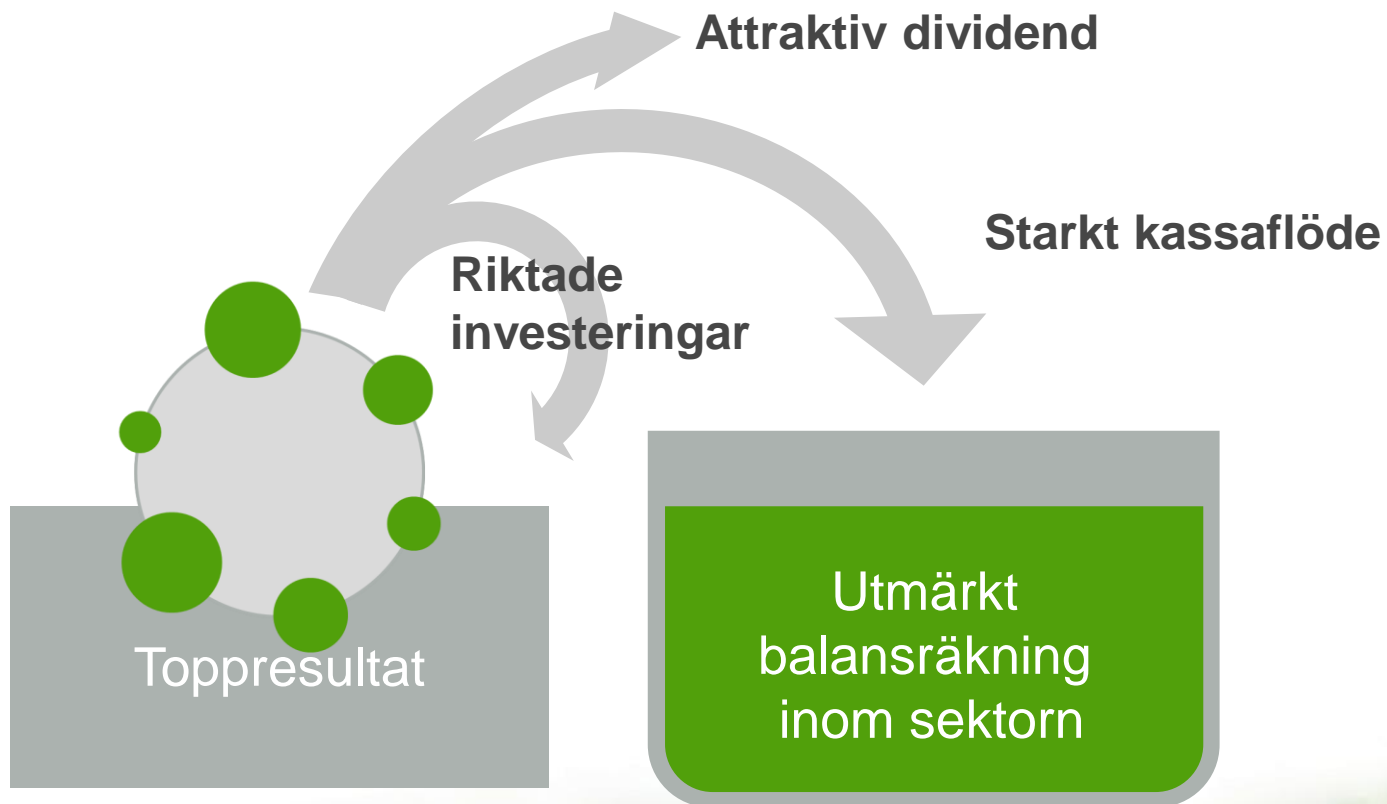 Attraktiv dividend
Starkt kassaflöde
Riktade
investeringar
Toppresultat
Utmärkt
balansräkning
inom sektorn